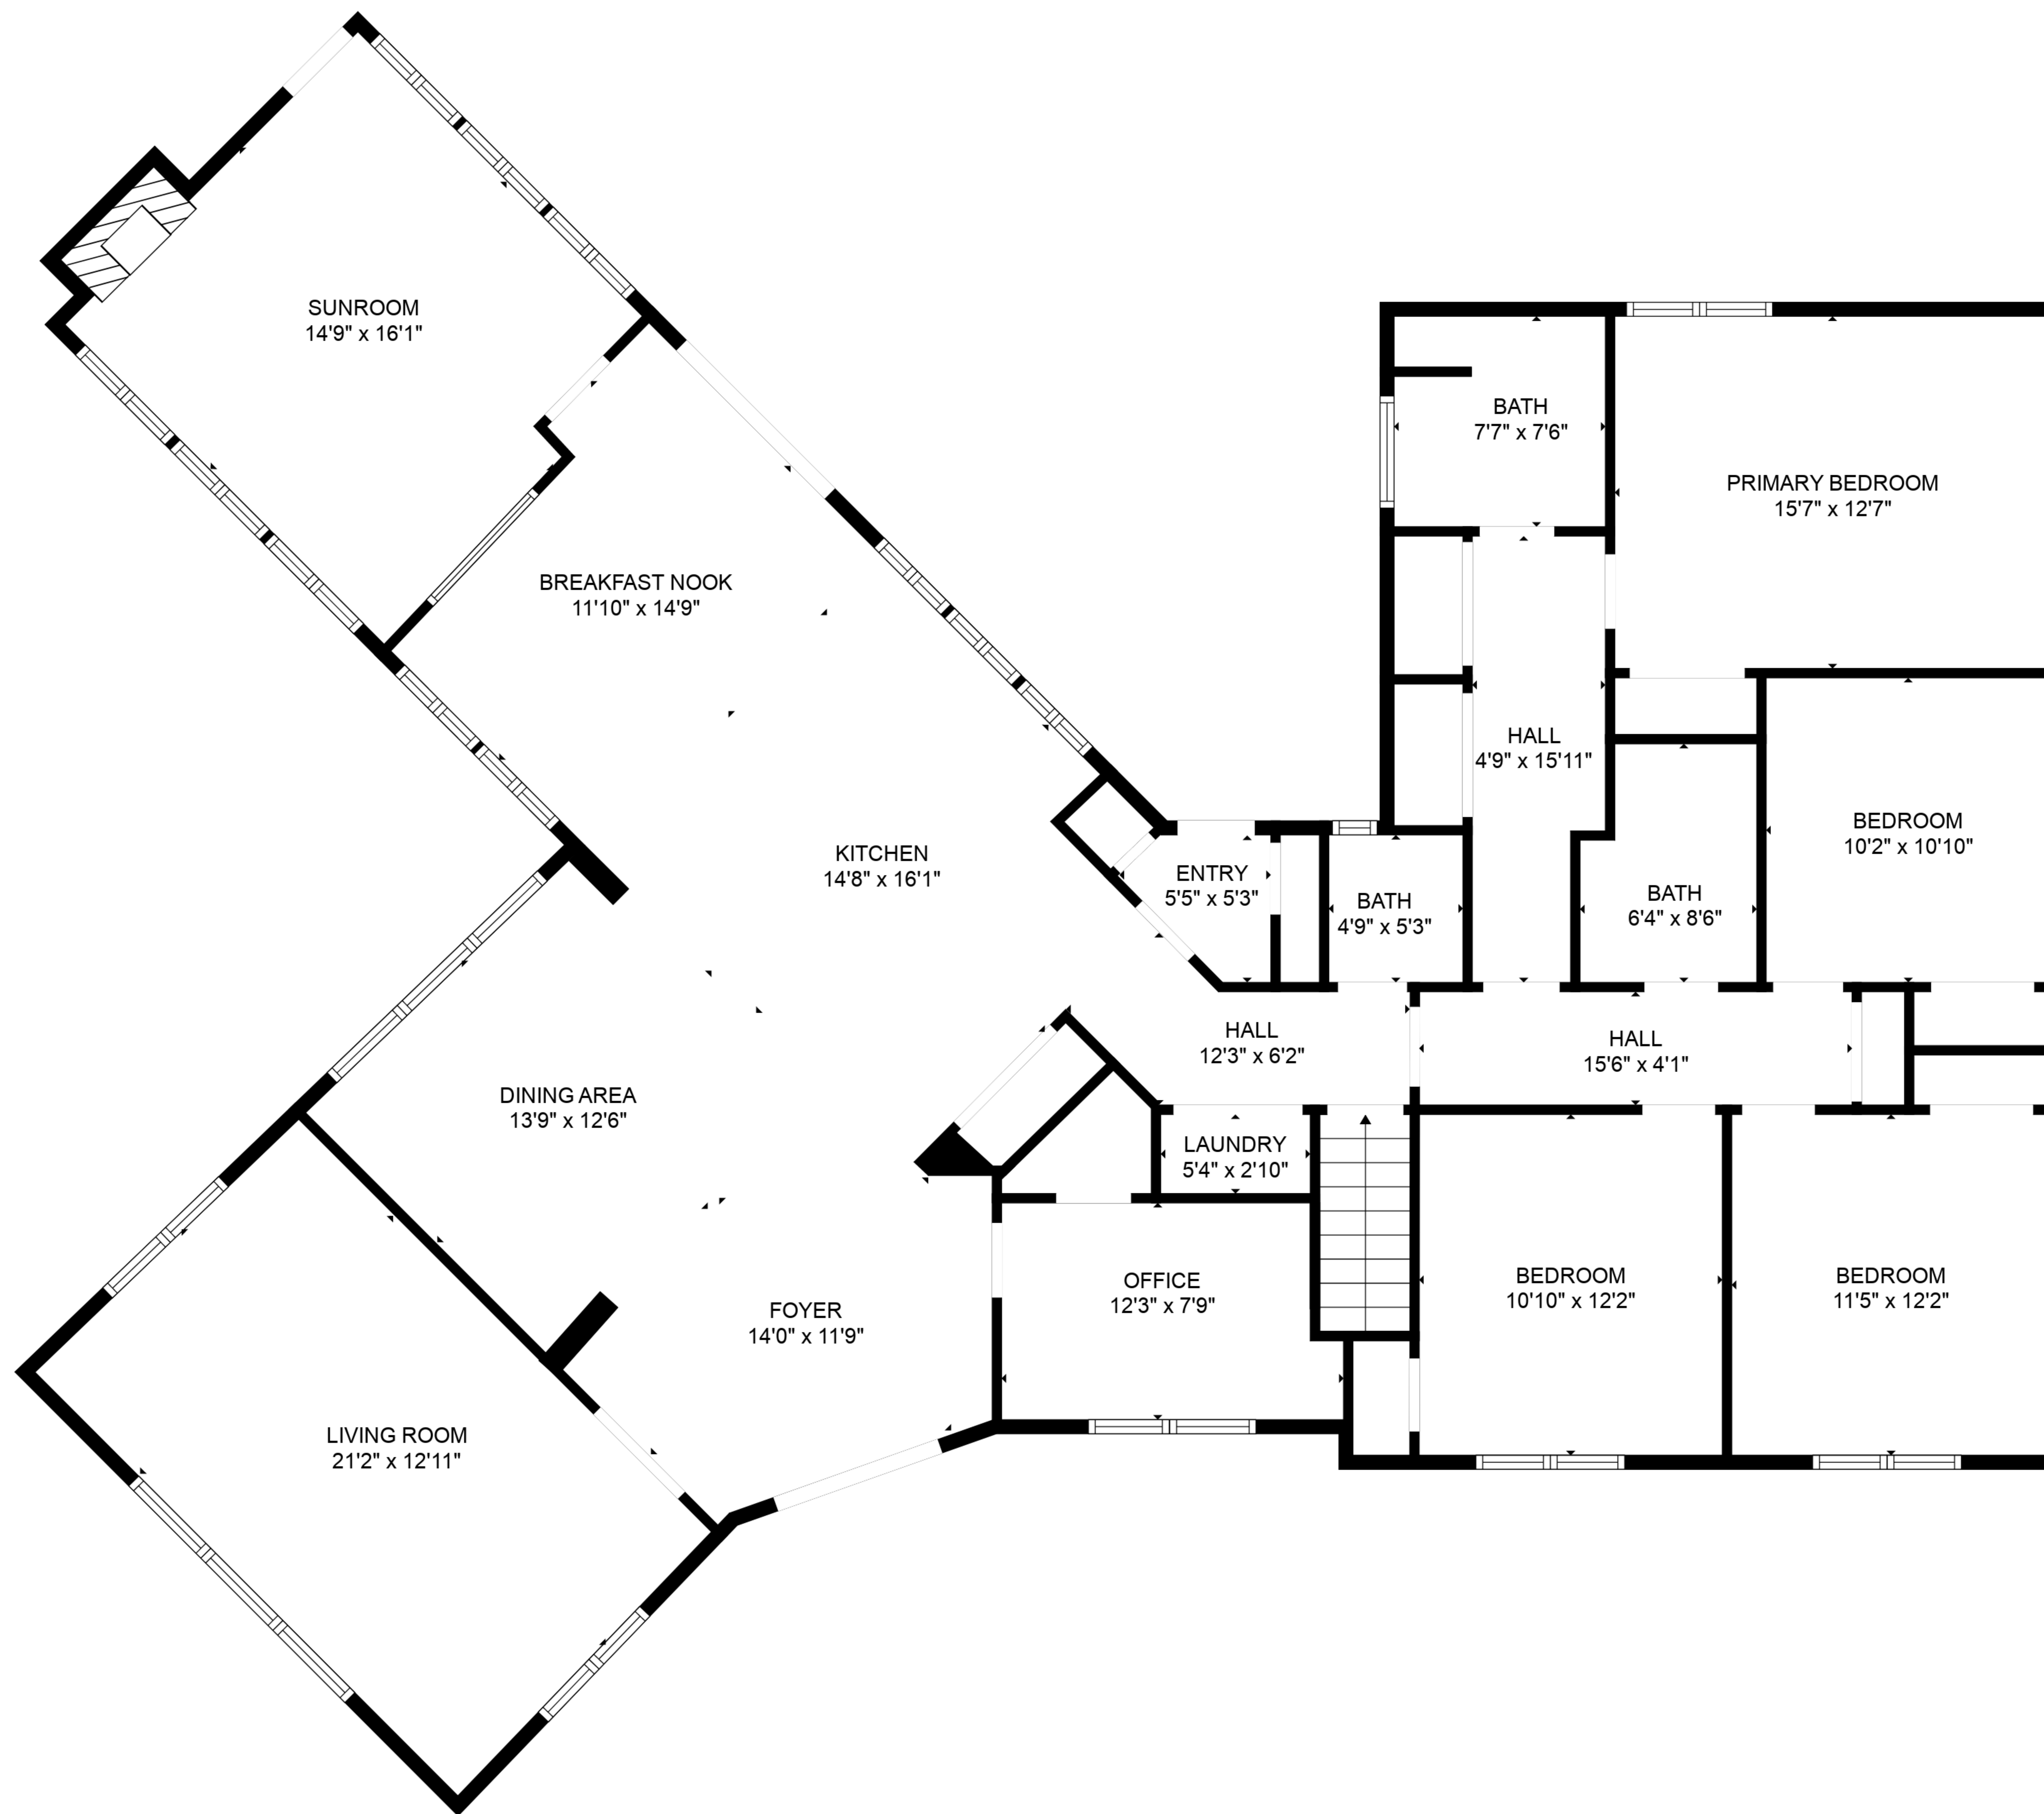 SUNROOM
14'9" x 16'1"
BATH
7'7" x 7'6"
PRIMARY BEDROOM
15'7" x 12'7"
BREAKFAST NOOK
11'10" x 14'9"
HALL
4'9" x 15'11"
BEDROOM
10'2" x 10'10"
KITCHEN
14'8" x 16'1"
ENTRY
5'5" x 5'3"
BATH
4'9" x 5'3"
BATH
6'4" x 8'6"
HALL
12'3" x 6'2"
HALL
15'6" x 4'1"
DINING AREA
13'9" x 12'6"
LAUNDRY
5'4" x 2'10"
OFFICE
12'3" x 7'9"
BEDROOM
10'10" x 12'2"
BEDROOM
11'5" x 12'2"
FOYER
14'0" x 11'9"
LIVING ROOM
21'2" x 12'11"